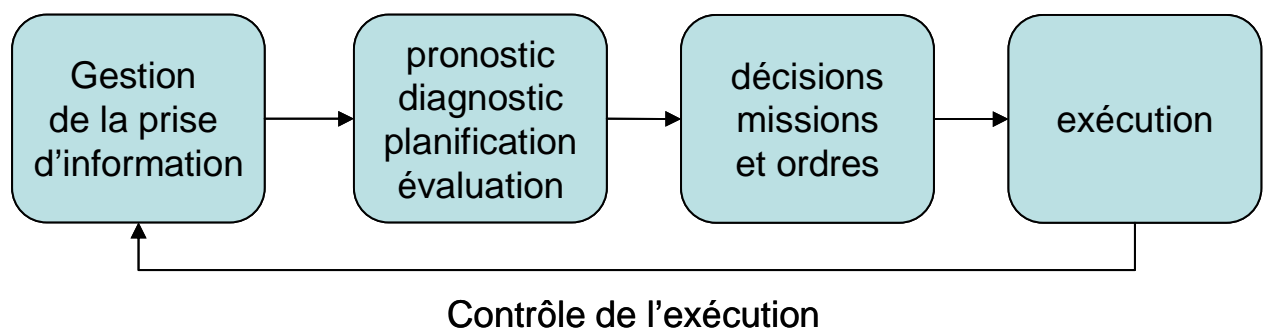 Gestion
de la prise
d’information
pronostic
diagnostic
planification
évaluation
décisions
missions
et ordres
exécution
Contrôle de l’exécution